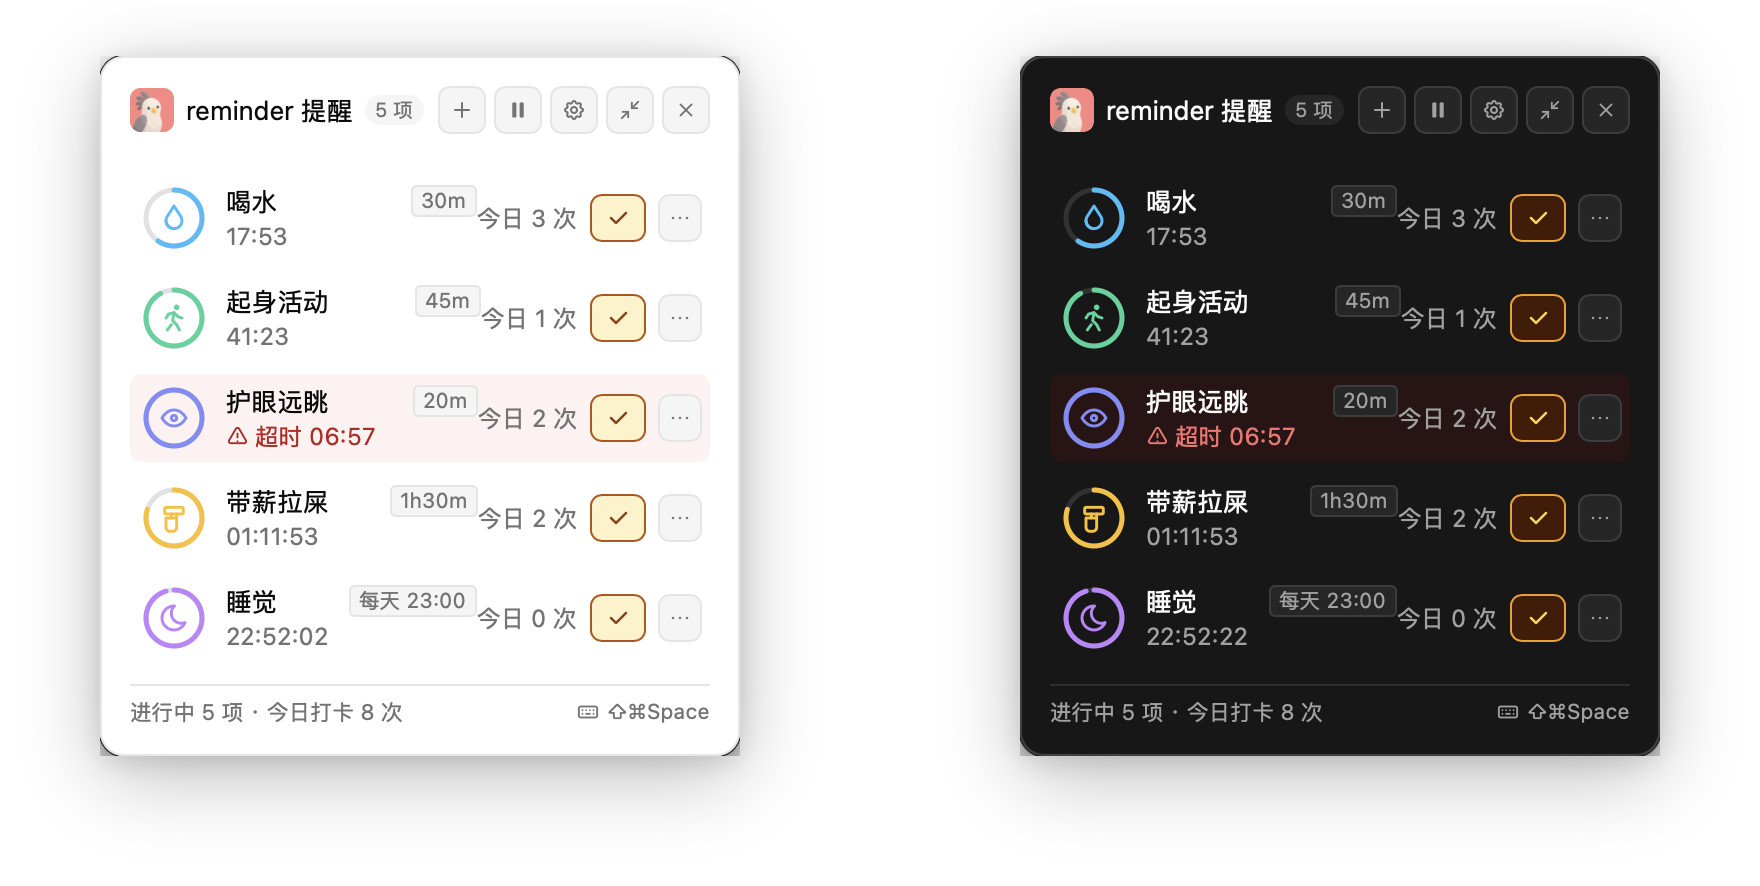 reminder 提醒 5 项
喝水 30m 今日 3 次
17:53
起身活动 45m 今日 1 次
41:23
护眼远眺 20m 今日 2 次
超时 06:57
带薪拉屎 1h30m 今日 2 次
01:11:53
睡觉 每天 23:00 今日 0 次
22:52:02
进行中 5 项 · 今日打卡 8 次 ⇧⌘Space
reminder 提醒 5 项
喝水 30m 今日 3 次
17:53
起身活动 45m 今日 1 次
41:23
护眼远眺 20m 今日 2 次
超时 06:57
带薪拉屎 1h30m 今日 2 次
01:11:53
睡觉 每天 23:00 今日 0 次
22:52:22
进行中 5 项 · 今日打卡 8 次 ⇧⌘Space